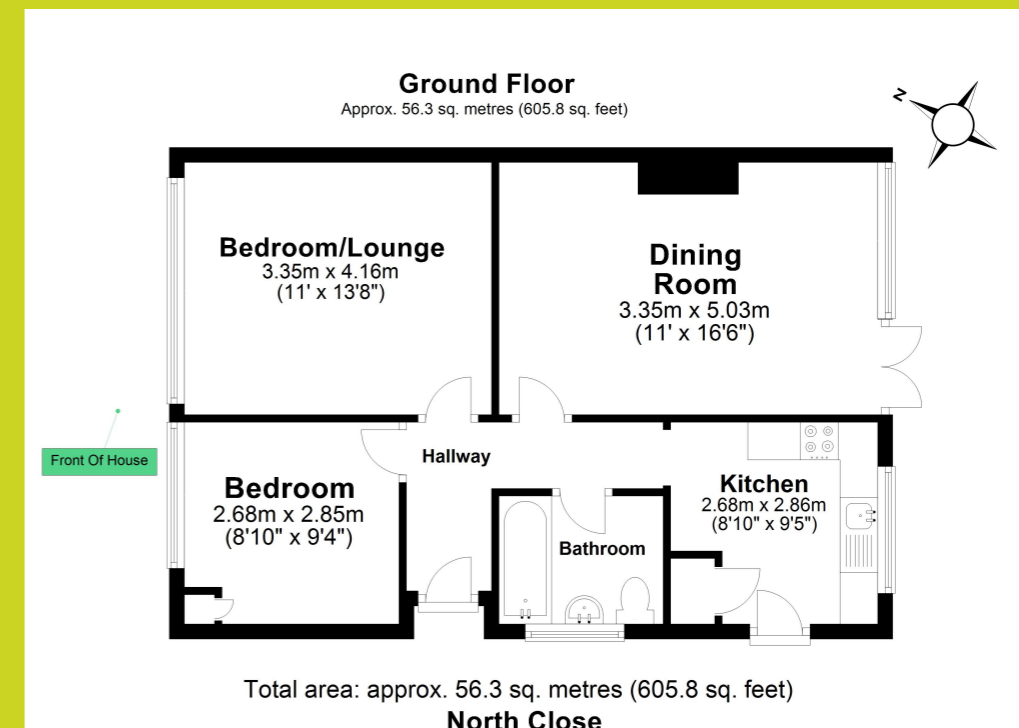 Ground Floor
Approx. 56.3 sq. metres (605.8 sq. feet)
N
Bedroom/Lounge
3.35m x 4.16m
(11' x 13'8")
Dining
Room
3.35m x 5.03m
(11' x 16'6")
Front Of House
Hallway
Bedroom
2.68m x 2.85m
(8'10" x 9'4")
Bathroom
Kitchen
2.68m x 2.86m
(8'10" x 9'5")
Total area: approx. 56.3 sq. metres (605.8 sq. feet)
North Close